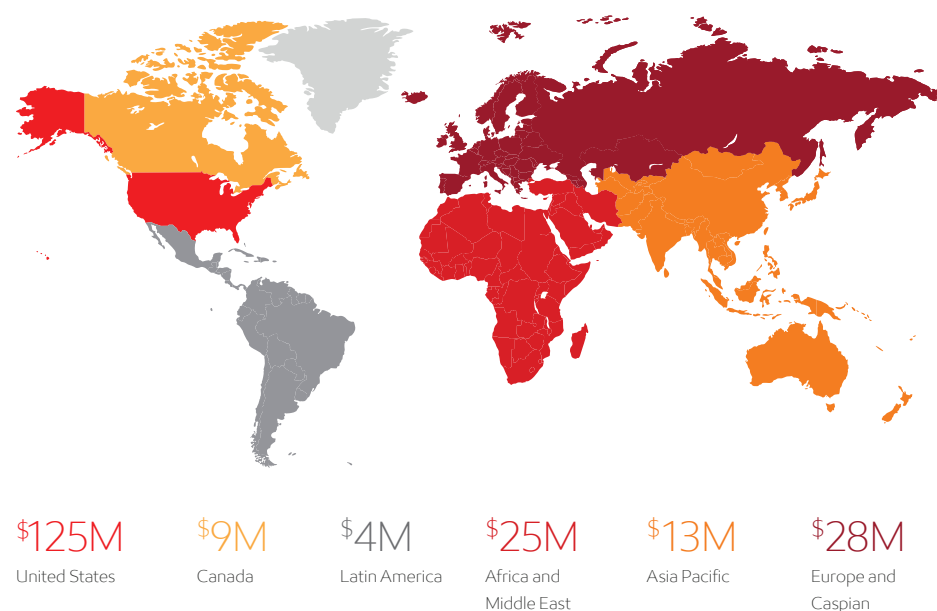 $125M
United States
$9M
Canada
$4M
Latin America
$25M
Africa and
Middle East
$13M
Asia Pacific
$28M
Europe and
Caspian